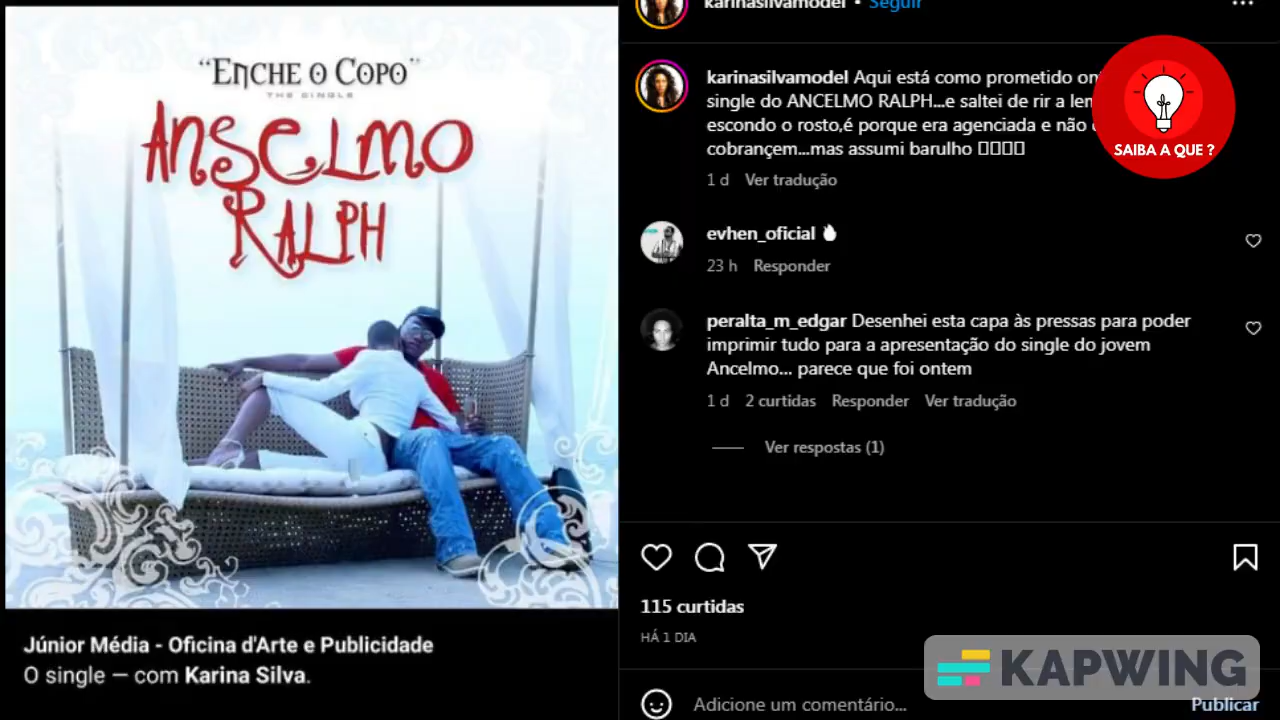 “ENCHE O COPO”
THE SINGLE
ANSELMO
RALPH
Júnior Média - Oficina d'Arte e Publicidade
O single — com Karina Silva.
karinasilvamodel • Seguir
karinasilvamodel Aqui está como prometido
single do ANCELMO RALPH...e saltei de rir a
escondo o rosto,é porque era agenciada e não
cobrançem...mas assumi barulho
1 d Ver tradução
SAIBA A QUE ?
evhen_oficial
23 h Responder
peralta_m_edgar Desenhei esta capa às pressas para poder
imprimir tudo para a apresentação do single do jovem
Ancelmo... parece que foi ontem
1 d 2 curtidas Responder Ver tradução
Ver respostas (1)
115 curtidas
HÁ 1 DIA
KAPWING
Adicione um comentário...
Publicar